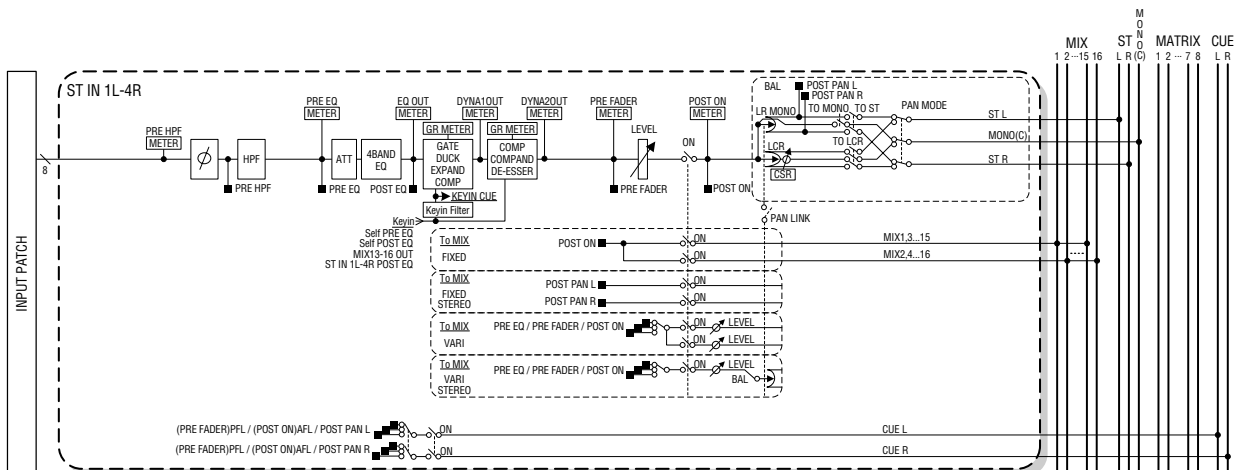 M
O
N
O
MIX ST (C) MATRIX CUE
1 2···15 16 L R 1 2 ··· 7 8 L R
INPUT PATCH
8
ST IN 1L-4R
PRE HPF
METER
PRE EQ
METER
EQ OUT
METER
DYNA1OUT
METER
DYNA2OUT
METER
PRE FADER
METER
POST ON
METER
GR METER
GR METER
ø
PRE HPF
HPF
PRE EQ
ATT
4BAND
EQ
POST EQ
GATE
DUCK
EXPAND
COMP
COMP
COMPAND
DE-ESSER
KEYIN CUE
Keyin Filter
Keyin
Self PRE EQ
Self POST EQ
MIX13-16 OUT
ST IN 1L-4R POST EQ
LEVEL
PRE FADER
ON
POST ON
BAL
POST PAN L
POST PAN R
LR MONO
TO MONO
TO ST
PAN MODE
LCR
TO LCR
CSR
ST L
MONO(C)
ST R
PAN LINK
To MIX
FIXED
POST ON
ON
ON
MIX1,3...15
MIX2,4...16
To MIX
FIXED
STEREO
POST PAN L
ON
POST PAN R
ON
To MIX
VARI
PRE EQ / PRE FADER / POST ON
ON
LEVEL
ON
LEVEL
To MIX
VARI
STEREO
PRE EQ / PRE FADER / POST ON
ON
LEVEL
BAL
(PRE FADER)PFL / (POST ON)AFL / POST PAN L
ON
CUE L
(PRE FADER)PFL / (POST ON)AFL / POST PAN R
ON
CUE R